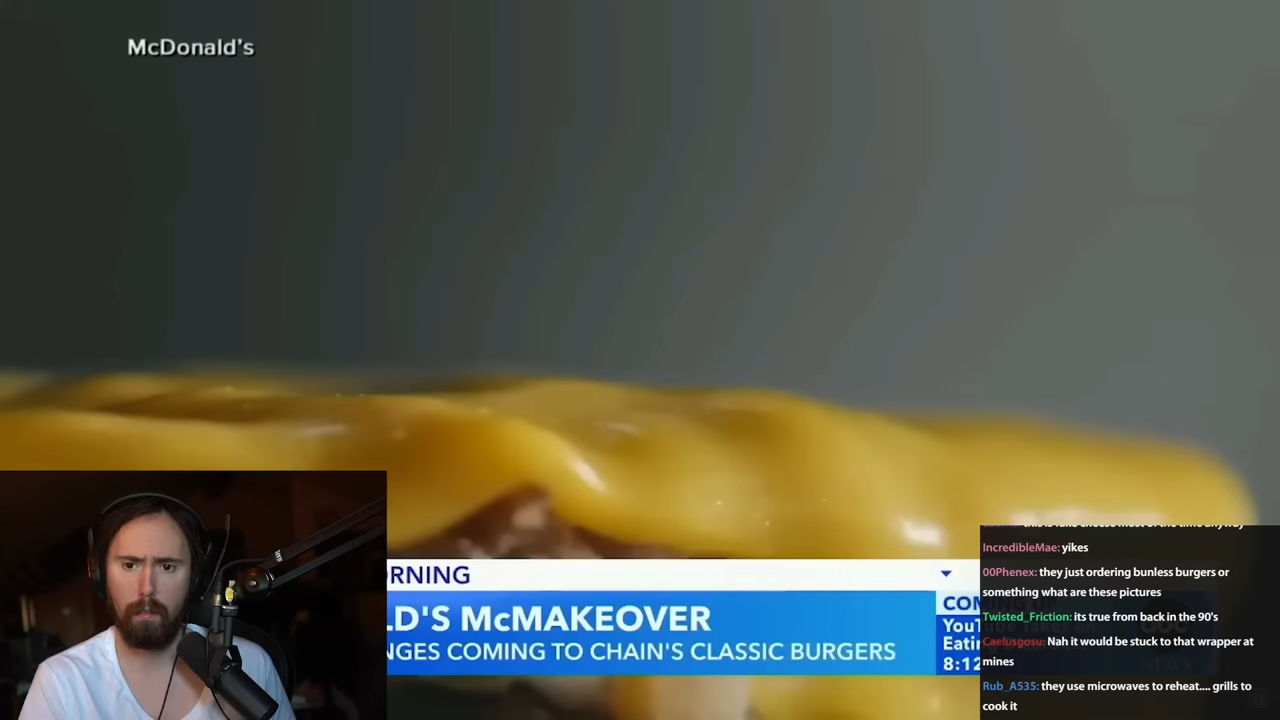 McDonald's
ORNING
LD'S McMAKEOVER
NGES COMING TO CHAIN'S CLASSIC BURGERS
COM
YouT
Eatin
8:12
IncredibleMae: yikes
00Phenex: they just ordering bunless burgers or
something what are these pictures
Twisted_Friction: its true from back in the 90's
Caelusgosu: Nah it would be stuck to that wrapper at
mines
Rub_A535: they use microwaves to reheat.... grills to
cook it